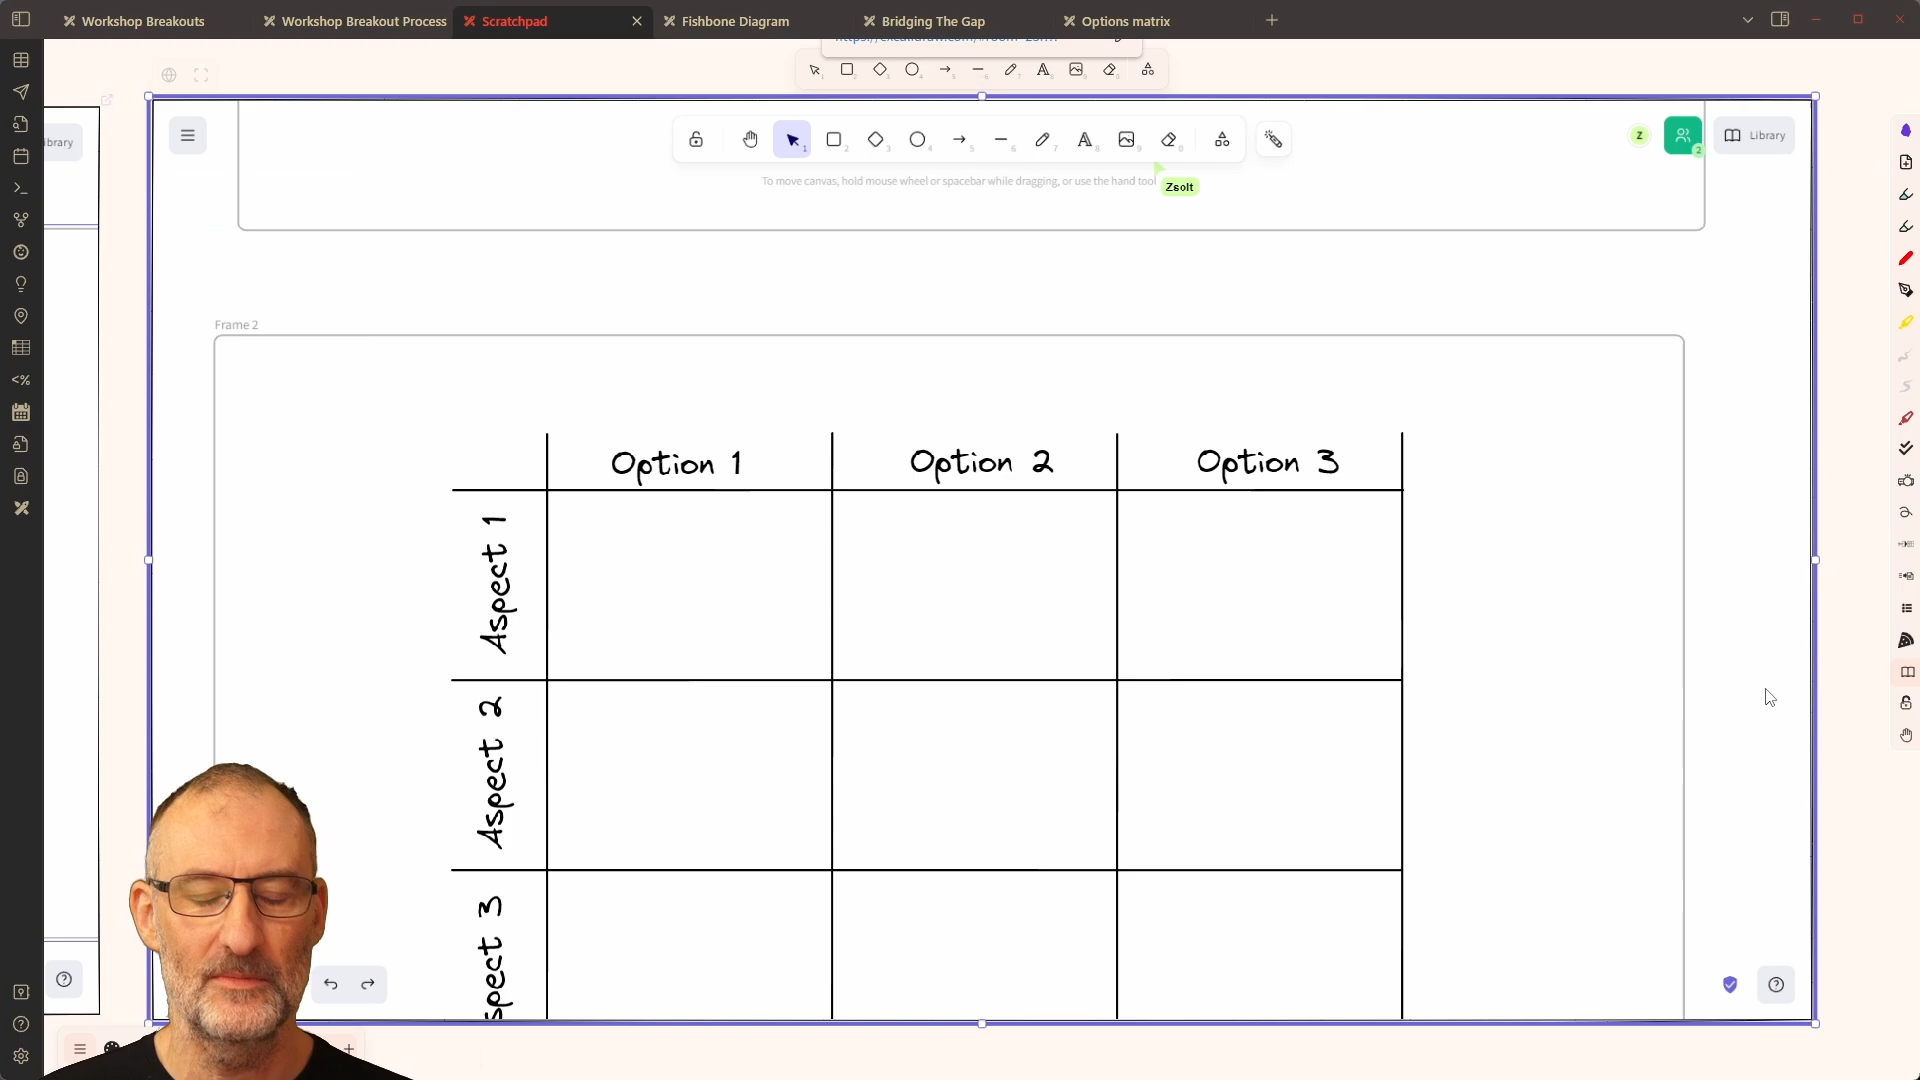 Workshop Breakouts
Workshop Breakout Process
Scratchpad
Fishbone Diagram
Bridging The Gap
Options matrix
ibrary
Z
2
Library
To move canvas, hold mouse wheel or spacebar while dragging, or use the hand tool
Zsolt
Frame 2
Option 1
Option 2
Option 3
Aspect 1
Aspect 2
spect 3